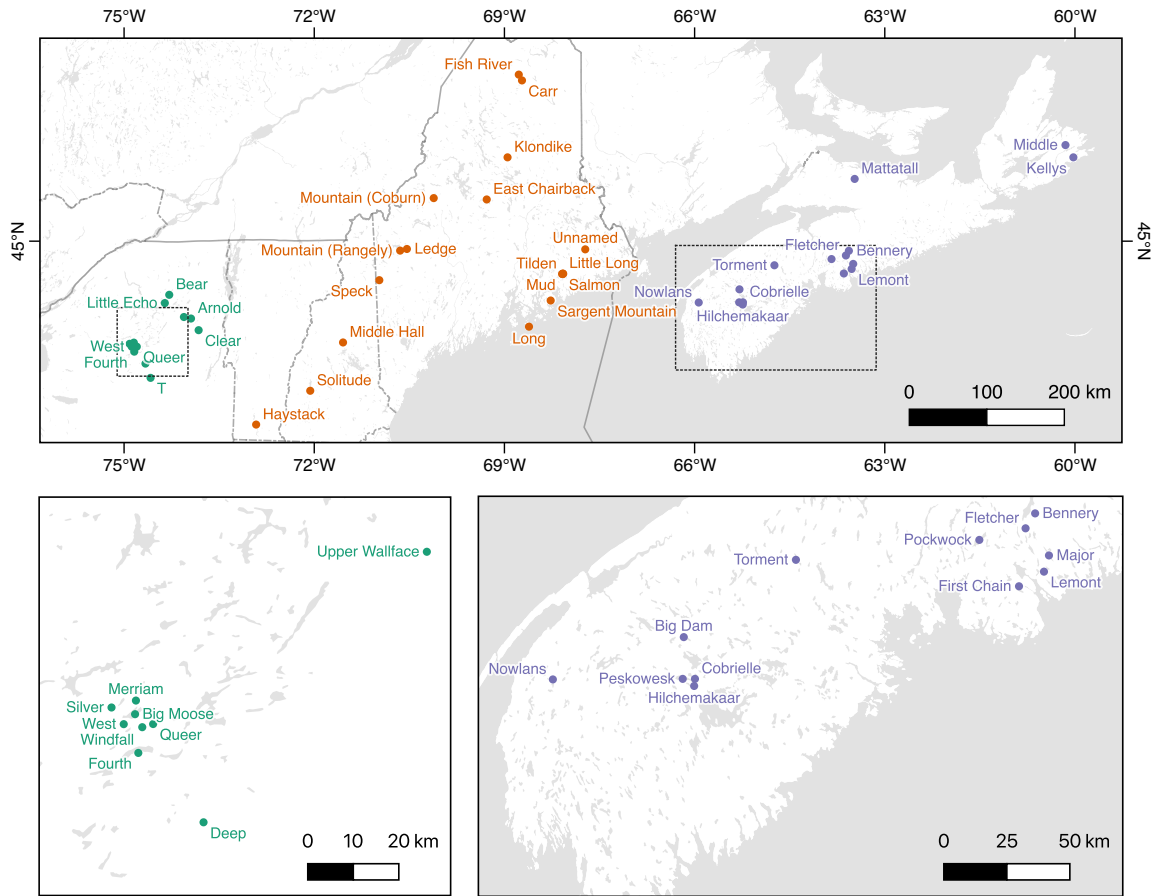 75°W 72°W 69°W 66°W 63°W 60°W
Fish River
Carr
Klondike
Middle
Kellys
Mattatall
East Chairback
Mountain (Coburn)
45°N
45°N
Unnamed
Fletcher
Bennery
Mountain (Rangely)
Ledge
Tilden Little Long
Torment
Lemont
Mud Salmon
Speck
Bear
Nowlans
Cobrielle
Little Echo
Arnold
Sargent Mountain
Hilchemakaar
Middle Hall
Long
Clear
West
Queer
Fourth
T
Solitude
Haystack
0 100 200 km
75°W 72°W 69°W 66°W 63°W 60°W
Upper Wallface
Merriam
Silver
Big Moose
West
Queer
Windfall
Fourth
Deep
0 10 20 km
Bennery
Fletcher
Pockwock
Major
Torment
Lemont
First Chain
Big Dam
Nowlans
Cobrielle
Peskowesk
Hilchemakaar
0 25 50 km